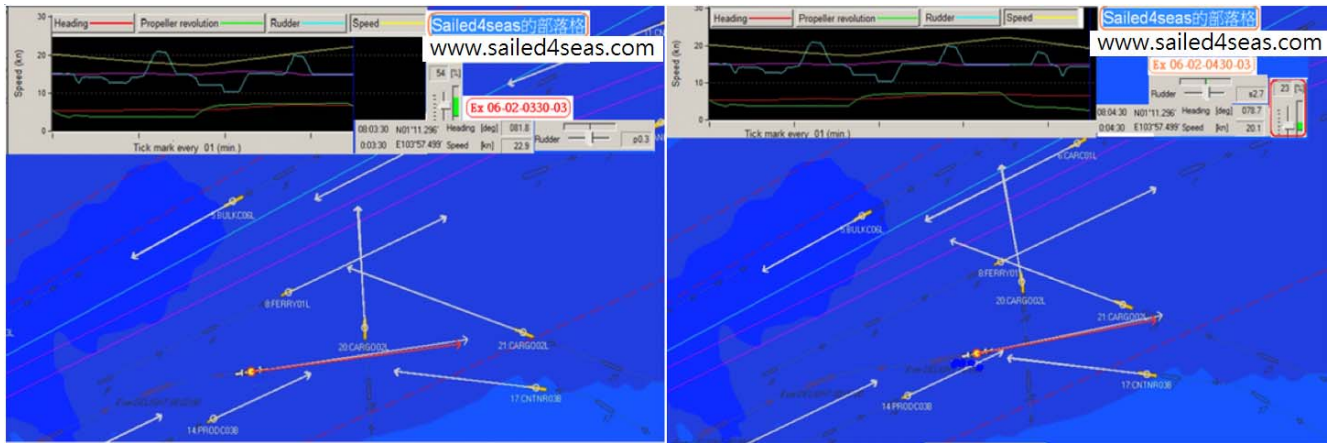 Heading
Propeller revolution
Rudder
Speed
Sailed4seas的部落格
www.sailed4seas.com
Speed (kn)
30
20
10
0
Tick mark every 01 (min.)
54 [%]
Ex 06-02-0330-03
08:03:30 N01°11.296' Heading [deg] 081.8
0:03:30 E103°57.499' Speed [kn] 22.9
Rudder p0.3
5:BULKC06L
8:FERRY01L
20:CARGO02L
21:CARGO02L
17:CNTNR03B
14:PRODC03B
Heading
Propeller revolution
Rudder
Speed
Sailed4seas的部落格
www.sailed4seas.com
Speed (kn)
30
20
10
0
Tick mark every 01 (min.)
Ex 06-02-0430-03
Rudder s2.7
23 [%]
08:04:30 N01°11.296' Heading [deg] 078.7
0:04:30 E103°57.499' Speed [kn] 20.1
6:CARC01L
5:BULKC06L
8:FERRY01L
20:CARGO02L
21:CARGO02L
17:CNTNR03B
14:PRODC03B